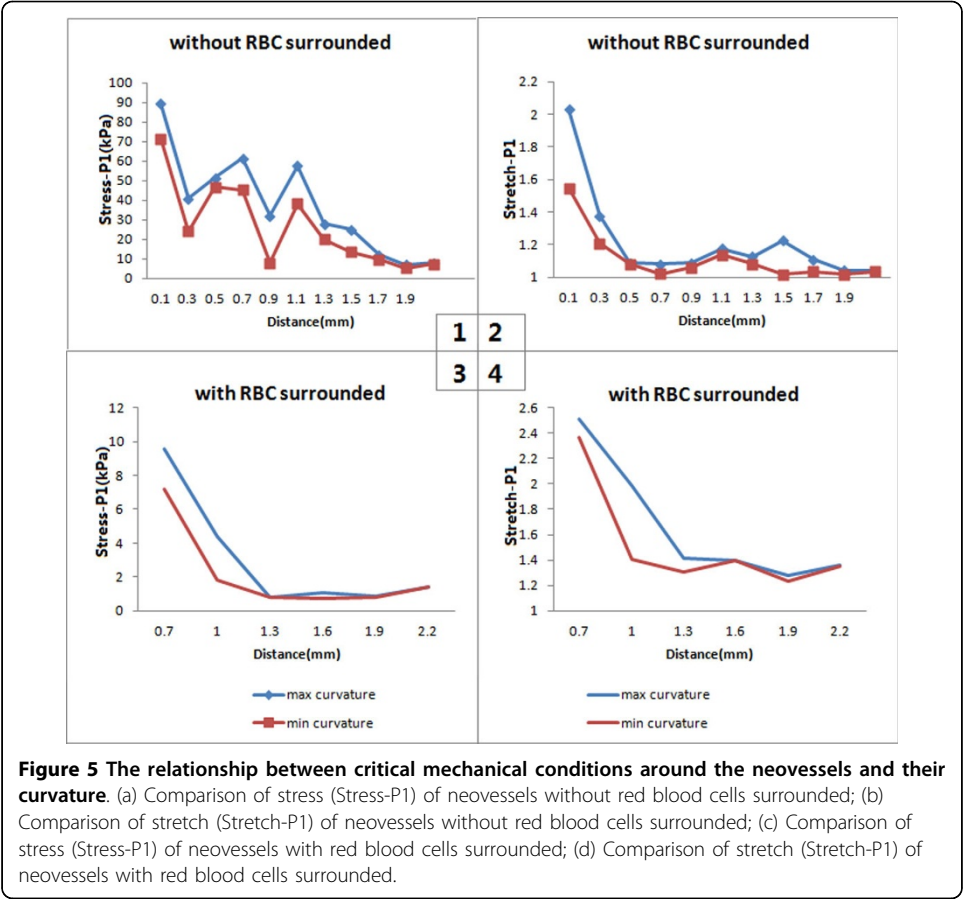 without RBC surrounded
100
90
80
70
60
50
40
30
20
10
0
Stress-P1(kPa)
0.1 0.3 0.5 0.7 0.9 1.1 1.3 1.5 1.7 1.9
Distance(mm)
without RBC surrounded
2.2
2
1.8
1.6
1.4
1.2
1
Stretch-P1
0.1 0.3 0.5 0.7 0.9 1.1 1.3 1.5 1.7 1.9
Distance(mm)
1 2
3 4
with RBC surrounded
12
10
8
6
4
2
0
Stress-P1(kPa)
0.7 1 1.3 1.6 1.9 2.2
Distance(mm)
max curvature
min curvature
with RBC surrounded
2.6
2.4
2.2
2
1.8
1.6
1.4
1.2
1
Stretch-P1
0.7 1 1.3 1.6 1.9 2.2
Distance(mm)
max curvature
min curvature
Figure 5 The relationship between critical mechanical conditions around the neovessels and their
curvature. (a) Comparison of stress (Stress-P1) of neovessels without red blood cells surrounded; (b)
Comparison of stretch (Stretch-P1) of neovessels without red blood cells surrounded; (c) Comparison of
stress (Stress-P1) of neovessels with red blood cells surrounded; (d) Comparison of stretch (Stretch-P1) of
neovessels with red blood cells surrounded.